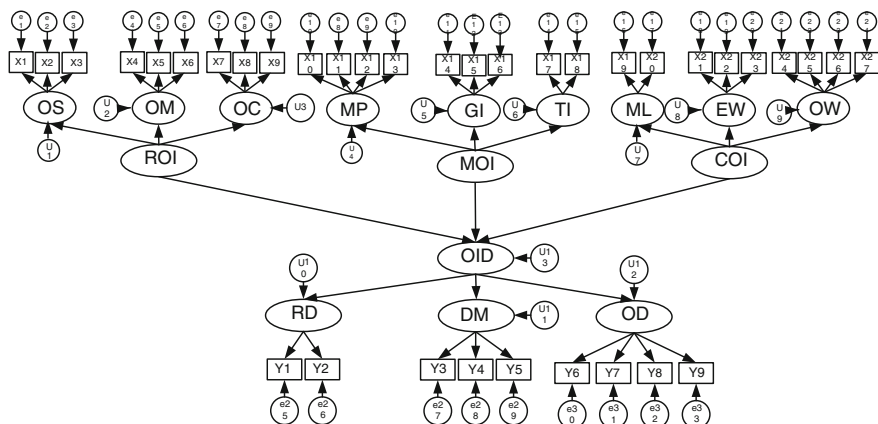 e1 e2 e3 e4 e5 e6 e7 e8 e9
X1 X2 X3 X4 X5 X6 X7 X8 X9 X10 X11 X12 X13 X14 X15 X16 X17 X18 X19 X20 X21 X22 X23 X24 X25 X26 X27
OS U2 OM OC U3 MP U5 GI U6 TI ML U8 EW U9 OW
U1 ROI U4 MOI U7 COI
OID U13
U10 U12
RD DM U11 OD
Y1 Y2 Y3 Y4 Y5 Y6 Y7 Y8 Y9
e25 e26 e27 e28 e29 e30 e31 e32 e33